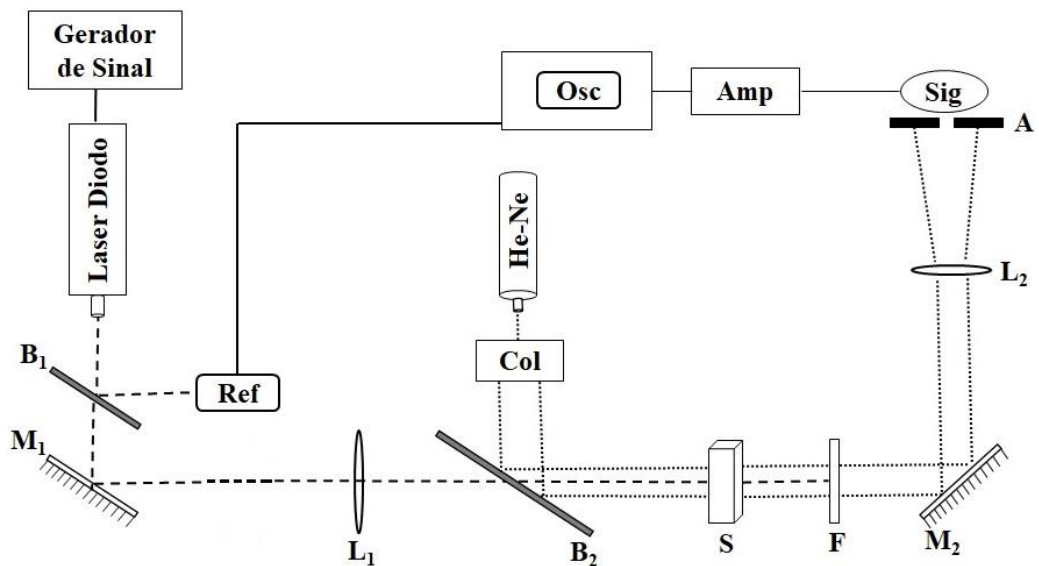 Gerador
de Sinal
Osc
Amp
Sig
A
Laser Diodo
He-Ne
L₂
B₁
Col
Ref
M₁
L₁
B₂
S
F
M₂